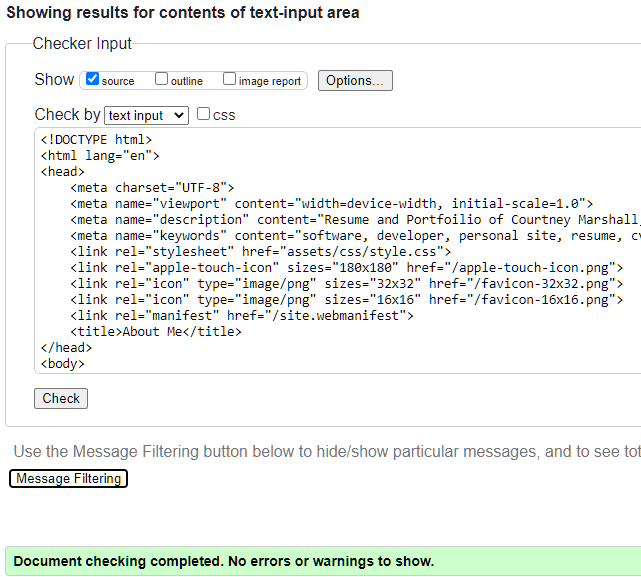 Showing results for contents of text-input area
Checker Input
Show source outline image report Options...
Check by text input css
<!DOCTYPE html>
<html lang="en">
<head>
    <meta charset="UTF-8">
    <meta name="viewport" content="width=device-width, initial-scale=1.0">
    <meta name="description" content="Resume and Portfoilio of Courtney Marshall,
    <meta name="keywords" content="software, developer, personal site, resume, cv
    <link rel="stylesheet" href="assets/css/style.css">
    <link rel="apple-touch-icon" sizes="180x180" href="/apple-touch-icon.png">
    <link rel="icon" type="image/png" sizes="32x32" href="/favicon-32x32.png">
    <link rel="icon" type="image/png" sizes="16x16" href="/favicon-16x16.png">
    <link rel="manifest" href="/site.webmanifest">
    <title>About Me</title>
</head>
<body>
Check
Use the Message Filtering button below to hide/show particular messages, and to see tot
Message Filtering
Document checking completed. No errors or warnings to show.